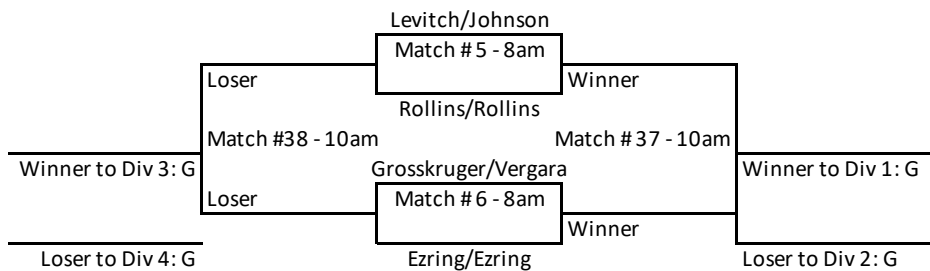 Levitch/Johnson
Match #5 - 8am
Loser
Winner
Rollins/Rollins
Match #38 - 10am
Match #37 - 10am
Winner to Div 3: G
Grosskruger/Vergara
Winner to Div 1: G
Loser
Match #6 - 8am
Winner
Loser to Div 4: G
Ezring/Ezring
Loser to Div 2: G